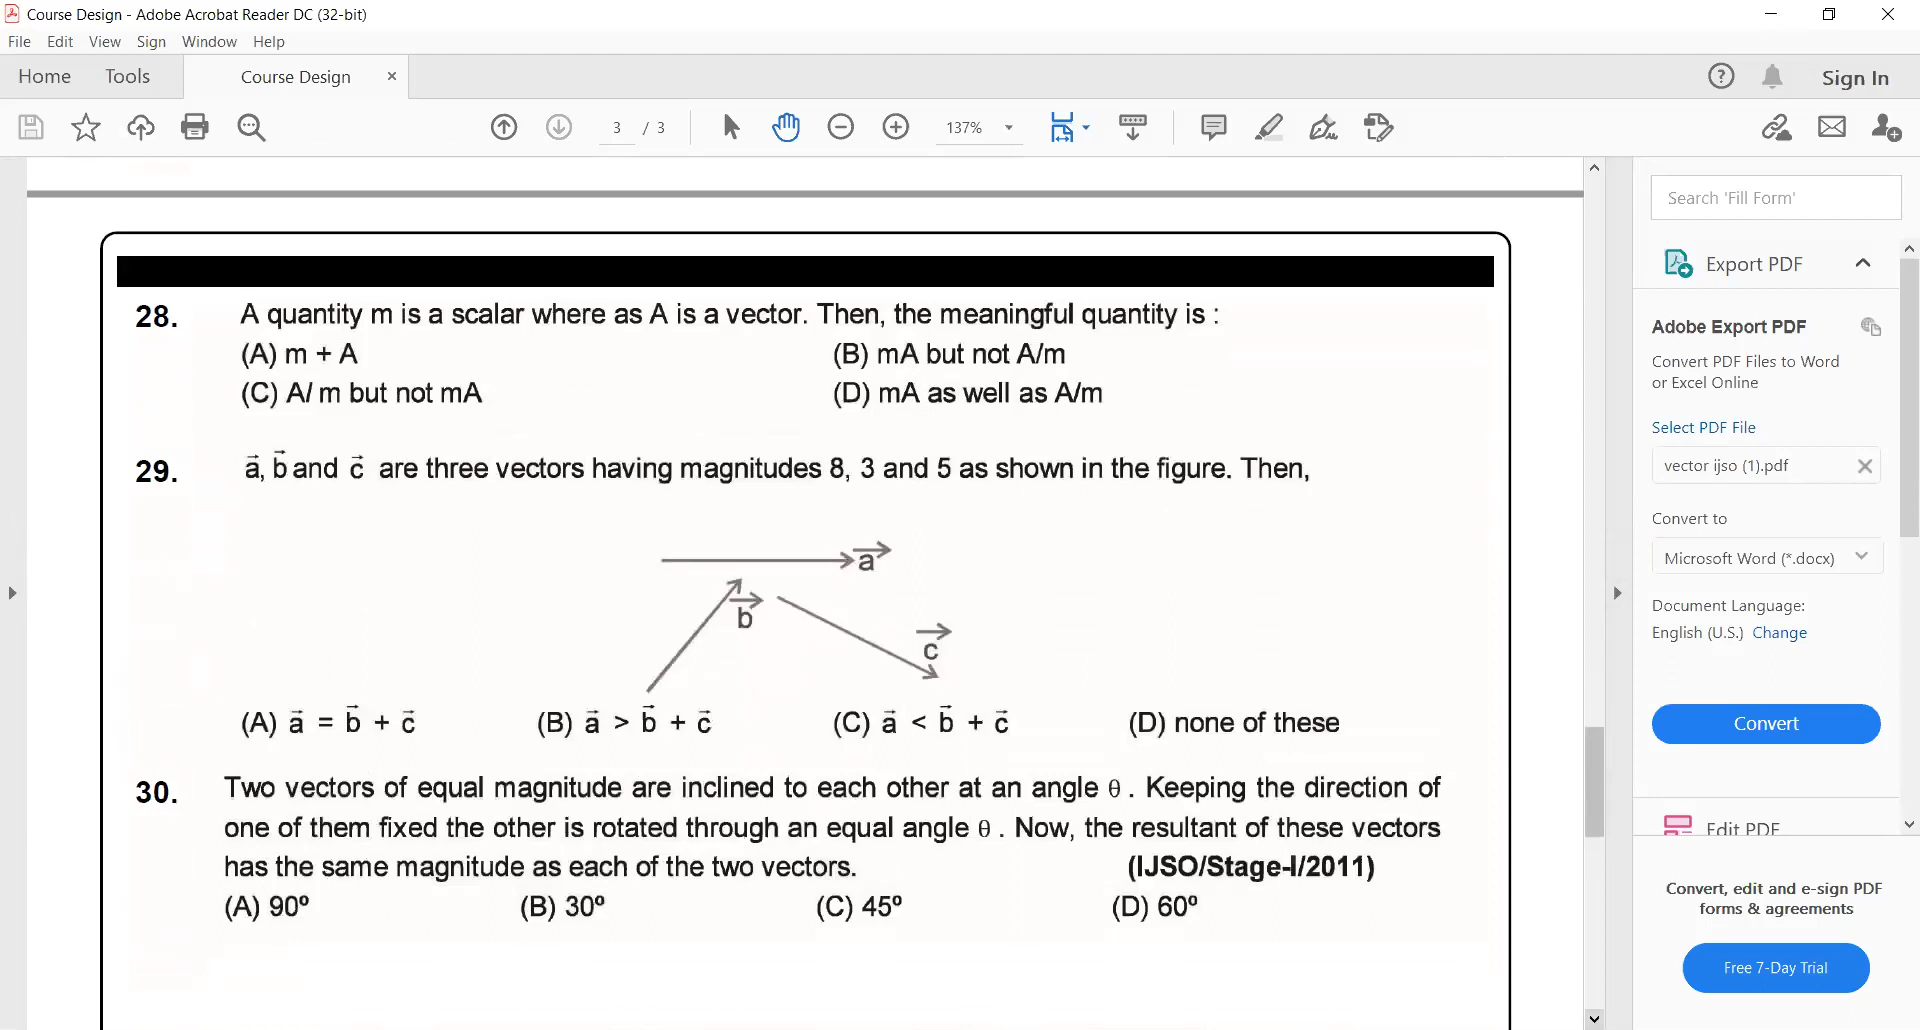 Course Design - Adobe Acrobat Reader DC (32-bit)
File Edit View Sign Window Help
Home Tools Course Design × Sign In
3 / 3 137%
Search 'Fill Form'
Export PDF
Adobe Export PDF
Convert PDF Files to Word
or Excel Online
Select PDF File
vector ijso (1).pdf
Convert to
Microsoft Word (*.docx)
Document Language:
English (U.S.) Change
Convert
Edit PDF
Convert, edit and e-sign PDF
forms & agreements
Free 7-Day Trial
28. A quantity m is a scalar where as A is a vector. Then, the meaningful quantity is :
(A) m + A (B) mA but not A/m
(C) A/ m but not mA (D) mA as well as A/m
29. a⃗, b⃗ and c⃗ are three vectors having magnitudes 8, 3 and 5 as shown in the figure. Then,
a⃗
b⃗
c⃗
(A) a⃗ = b⃗ + c⃗ (B) a⃗ > b⃗ + c⃗ (C) a⃗ < b⃗ + c⃗ (D) none of these
30. Two vectors of equal magnitude are inclined to each other at an angle θ . Keeping the direction of
one of them fixed the other is rotated through an equal angle θ . Now, the resultant of these vectors
has the same magnitude as each of the two vectors. (IJSO/Stage-I/2011)
(A) 90º (B) 30º (C) 45º (D) 60º